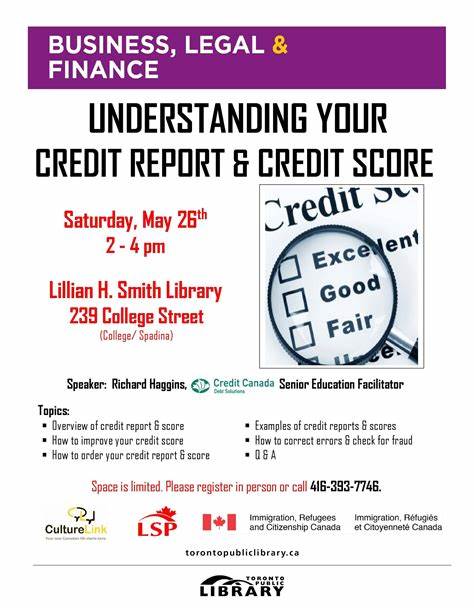 BUSINESS, LEGAL &
FINANCE
UNDERSTANDING YOUR
CREDIT REPORT & CREDIT SCORE
Saturday, May 26th
2 - 4 pm
Lillian H. Smith Library
239 College Street
(College/ Spadina)
Credit Sc
Excellent
Good
Fair
Speaker: Richard Haggins, Credit Canada Senior Education Facilitator
Debt Solutions
Topics:
▪ Overview of credit report & score
▪ How to improve your credit score
▪ How to order your credit report & score
▪ Examples of credit reports & scores
▪ How to correct errors & check for fraud
▪ Q & A
Space is limited. Please register in person or call 416-393-7746.
CultureLink
LSP
Immigration, Refugees
and Citizenship Canada
Immigration, Réfugiés
et Citoyenneté Canada
torontopubliclibrary.ca
TORONTO
PUBLIC
LIBRARY